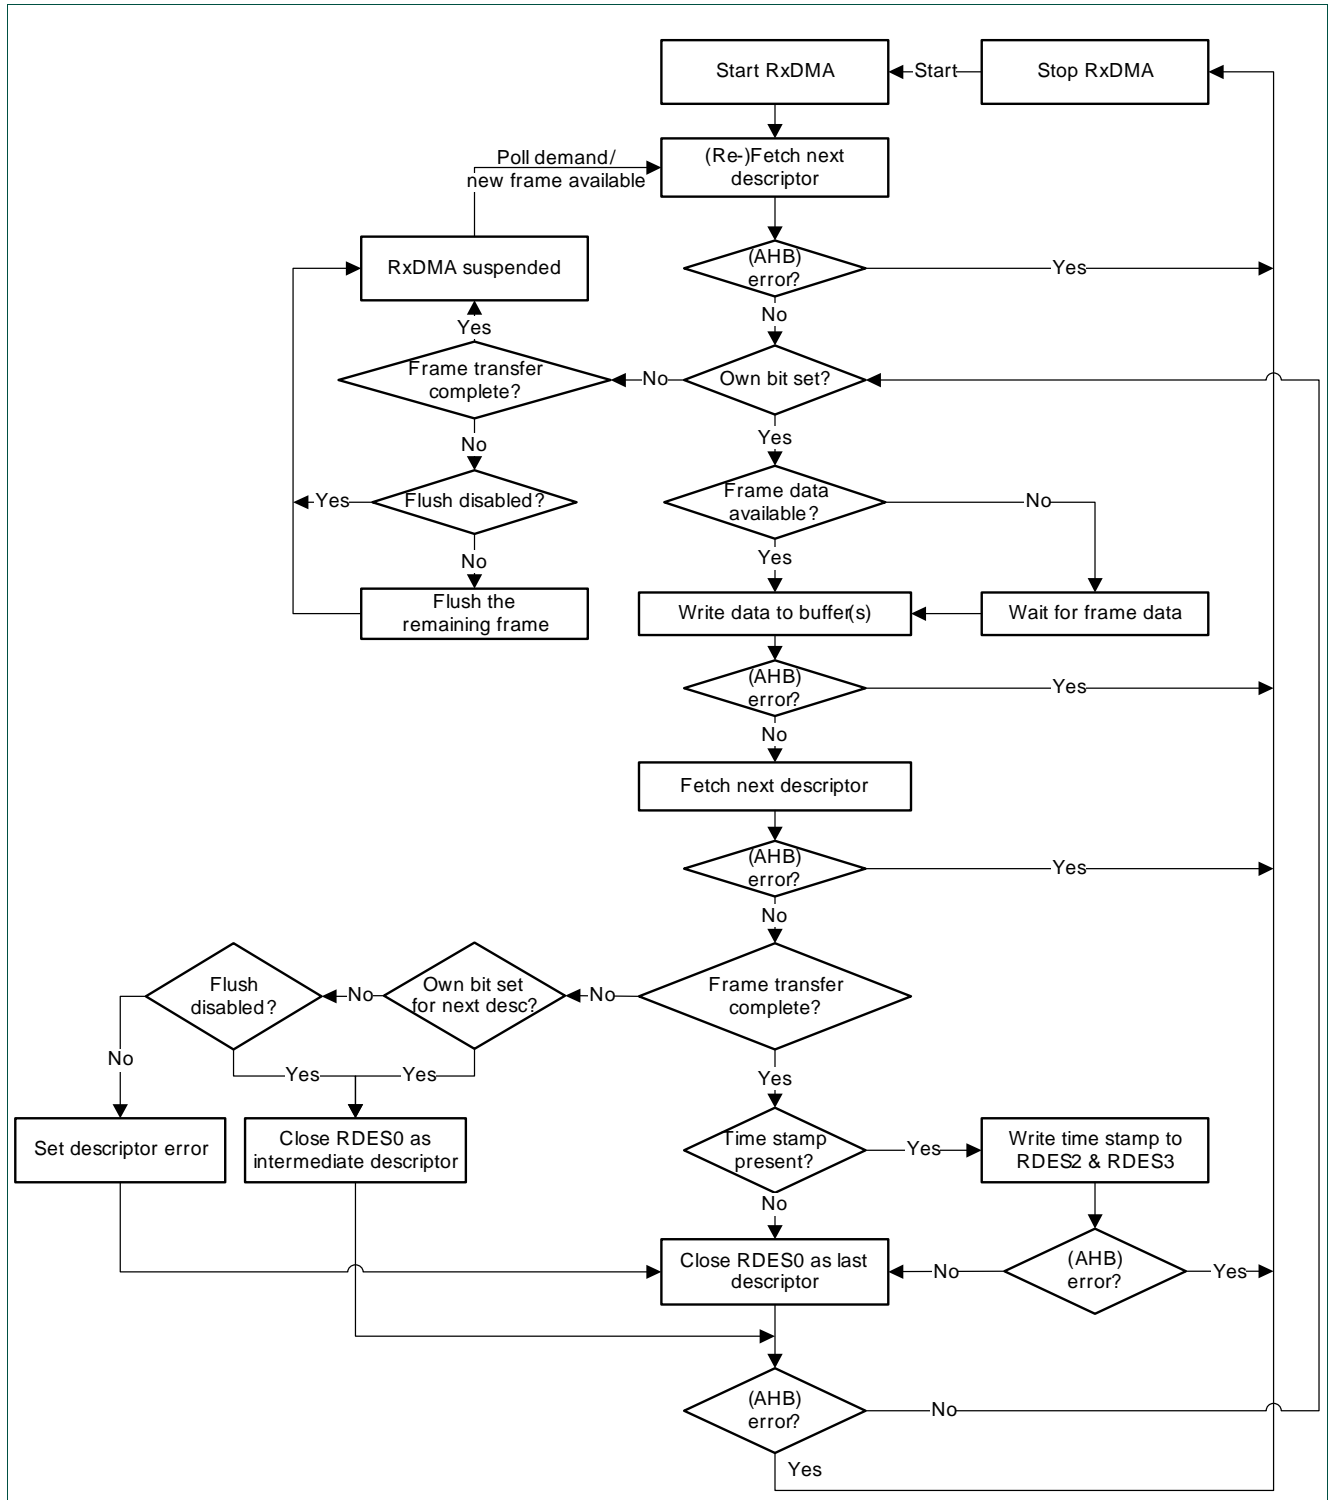 Start RxDMA
Start
Stop RxDMA
Poll demand/
new frame available
(Re-)Fetch next
descriptor
RxDMA suspended
(AHB)
error?
Yes
No
Yes
Frame transfer
complete?
No
Own bit set?
No
Yes
Yes
Flush disabled?
Frame data
available?
No
No
Yes
Flush the
remaining frame
Write data to buffer(s)
Wait for frame data
(AHB)
error?
Yes
No
Fetch next descriptor
(AHB)
error?
Yes
No
Flush
disabled?
No
Own bit set
for next desc?
No
Frame transfer
complete?
No
Yes
Yes
Yes
Set descriptor error
Close RDES0 as
intermediate descriptor
Time stamp
present?
Yes
Write time stamp to
RDES2 & RDES3
No
Close RDES0 as last
descriptor
No
(AHB)
error?
Yes
(AHB)
error?
No
Yes